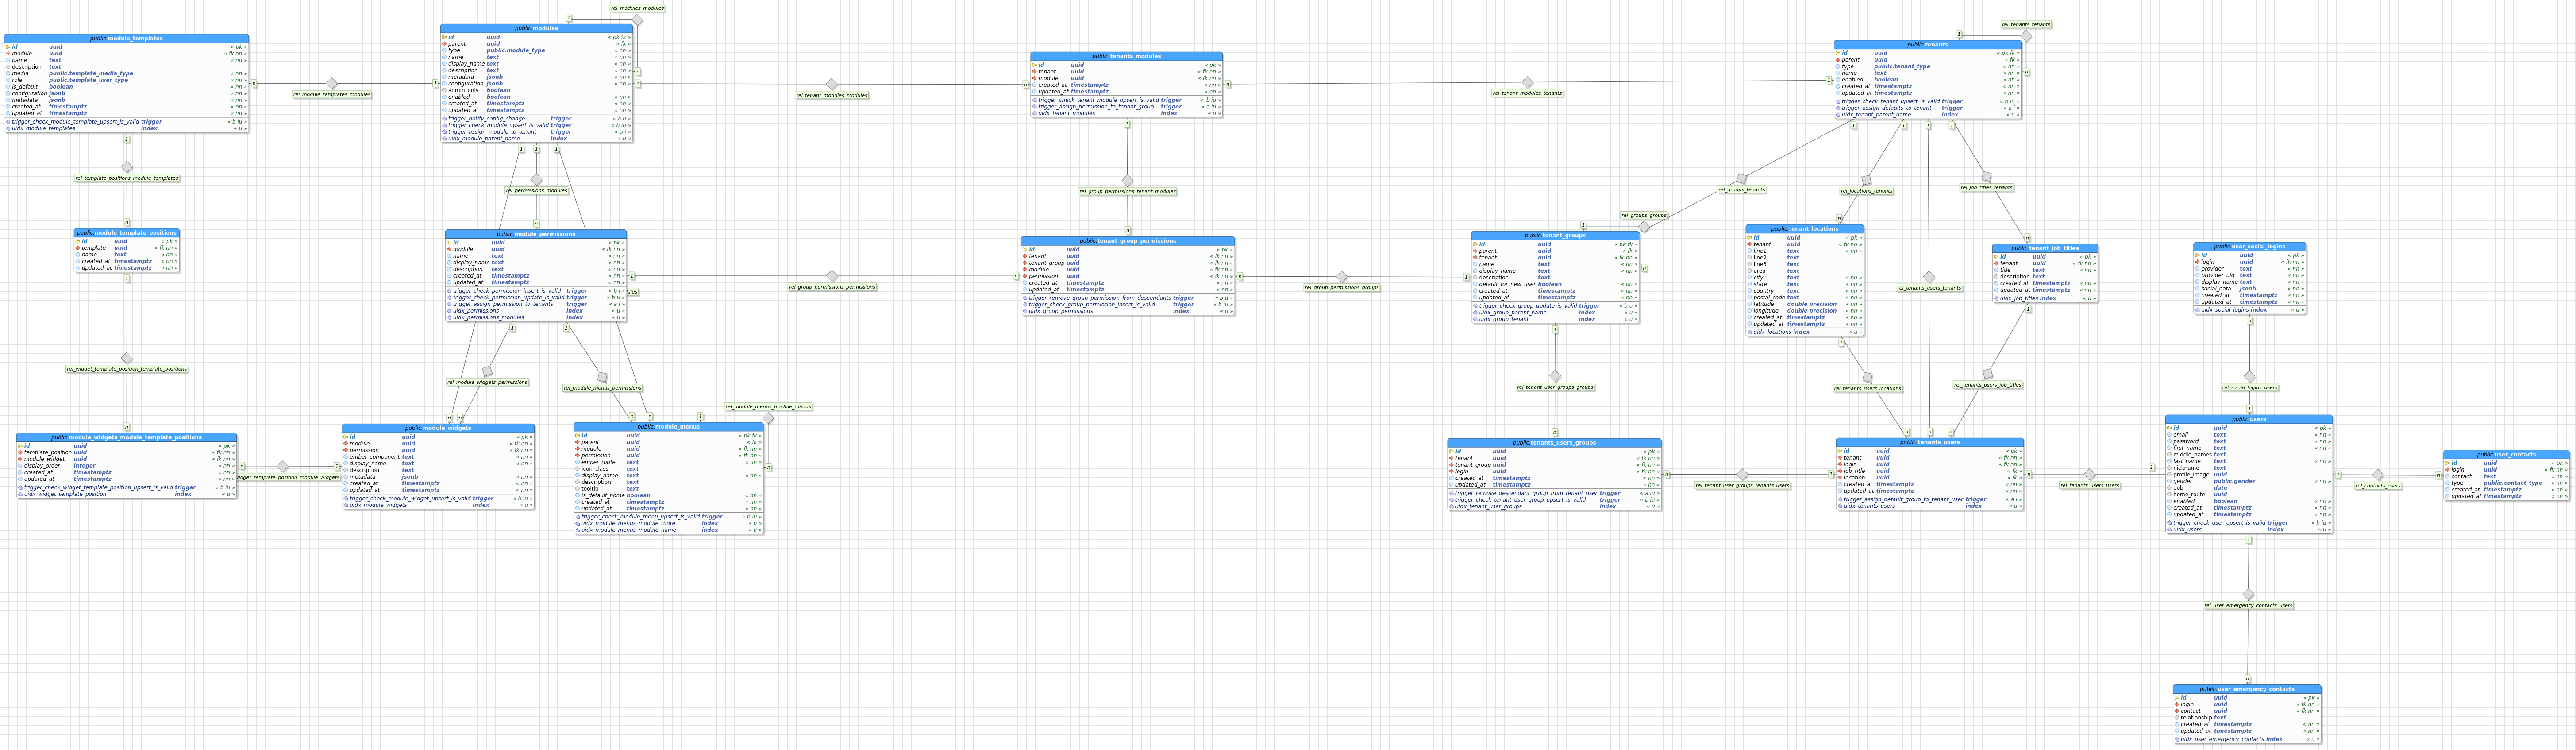 rel_modules_modules
public.module_templates
id uuid « pk »
module uuid « fk nn »
name text « nn »
description text
media public.template_media_type « nn »
role public.template_user_type « nn »
is_default boolean « nn »
configuration jsonb « nn »
metadata jsonb « nn »
created_at timestamptz « nn »
updated_at timestamptz « nn »
trigger_check_module_template_upsert_is_valid trigger « b iu »
uidx_module_templates index « u »
rel_module_templates_modules
public.modules
id uuid « pk fk »
parent uuid « fk »
type public.module_type « nn »
name text « nn »
display_name text « nn »
description text « nn »
metadata jsonb « nn »
configuration jsonb « nn »
admin_only boolean
enabled boolean « nn »
created_at timestamptz « nn »
updated_at timestamptz « nn »
trigger_notify_config_change trigger « a u »
trigger_check_module_upsert_is_valid trigger « b iu »
trigger_assign_module_to_tenant trigger « a i »
uidx_module_parent_name index « u »
rel_tenant_modules_modules
public.tenants_modules
id uuid « pk »
tenant uuid « fk nn »
module uuid « fk nn »
created_at timestamptz « nn »
updated_at timestamptz « nn »
trigger_check_tenant_module_upsert_is_valid trigger « b iu »
trigger_assign_permission_to_tenant_group trigger « a iu »
uidx_tenant_modules index « u »
rel_tenant_modules_tenants
rel_tenants_tenants
public.tenants
id uuid « pk fk »
parent uuid « fk »
type public.tenant_type « nn »
name text « nn »
enabled boolean « nn »
created_at timestamptz « nn »
updated_at timestamptz « nn »
trigger_check_tenant_upsert_is_valid trigger « b iu »
trigger_assign_defaults_to_tenant trigger « a i »
uidx_tenant_parent_name index « u »
rel_template_positions_module_templates
rel_permissions_modules
rel_group_permissions_tenant_modules
rel_groups_tenants
rel_locations_tenants
rel_job_titles_tenants
rel_groups_groups
public.module_template_positions
id uuid « pk »
template uuid « fk nn »
name text « nn »
created_at timestamptz « nn »
updated_at timestamptz « nn »
public.module_permissions
id uuid « pk »
module uuid « fk nn »
name text « nn »
display_name text « nn »
description text « nn »
created_at timestamptz « nn »
updated_at timestamptz « nn »
trigger_check_permission_insert_is_valid trigger « b i »
trigger_check_permission_update_is_valid trigger « b u »
trigger_assign_permission_to_tenants trigger
uidx_permissions index « u »
uidx_permissions_modules index « u »
rel_group_permissions_permissions
public.tenant_group_permissions
id uuid « pk »
tenant uuid « fk nn »
tenant_group uuid « fk nn »
module uuid « fk nn »
permission uuid « fk nn »
created_at timestamptz « nn »
updated_at timestamptz « nn »
trigger_remove_group_permission_from_descendants trigger « b d »
trigger_check_group_permission_insert_is_valid trigger « b iu »
uidx_group_permissions index « u »
rel_group_permissions_groups
public.tenant_groups
id uuid « pk fk »
parent uuid « fk »
tenant uuid « fk nn »
name text « nn »
display_name text « nn »
description text « nn »
default_for_new_user boolean « nn »
created_at timestamptz « nn »
updated_at timestamptz « nn »
trigger_check_group_update_is_valid trigger « b u »
uidx_group_parent_name index « u »
uidx_group_tenant index « u »
public.tenant_locations
id uuid « pk »
tenant uuid « fk nn »
line1 text « nn »
line2 text
line3 text
area text
city text « nn »
state text « nn »
country text « nn »
postal_code text « nn »
latitude double precision « nn »
longitude double precision « nn »
created_at timestamptz « nn »
updated_at timestamptz « nn »
uidx_locations index « u »
rel_tenants_users_tenants
public.tenant_job_titles
id uuid « pk »
tenant uuid « fk nn »
title text « nn »
description text
created_at timestamptz « nn »
updated_at timestamptz « nn »
uidx_job_titles index « u »
public.user_social_logins
id uuid « pk »
login uuid « fk nn »
provider text « nn »
provider_uid text « nn »
display_name text « nn »
social_data jsonb « nn »
created_at timestamptz « nn »
updated_at timestamptz « nn »
uidx_social_logins index « u »
rel_widget_template_position_template_positions
rel_module_widgets_permissions
rel_module_menus_permissions
rel_module_menus_module_menus
rel_tenant_user_groups_groups
rel_tenants_users_locations
rel_tenants_users_job_titles
rel_social_logins_users
public.module_widgets_module_template_positions
id uuid « pk »
template_position uuid « fk nn »
module_widget uuid « fk nn »
display_order integer « nn »
created_at timestamptz « nn »
updated_at timestamptz « nn »
trigger_check_widget_template_position_upsert_is_valid trigger « b iu »
uidx_widget_template_position index « u »
widget_template_position_module_widgets
public.module_widgets
id uuid « pk »
module uuid « fk nn »
permission uuid « fk nn »
ember_component text « nn »
display_name text « nn »
description text
metadata jsonb « nn »
created_at timestamptz « nn »
updated_at timestamptz « nn »
trigger_check_module_widget_upsert_is_valid trigger « b iu »
uidx_module_widgets index « u »
public.module_menus
id uuid « pk fk »
parent uuid « fk »
module uuid « fk nn »
permission uuid « fk nn »
ember_route text « nn »
icon_class text
display_name text « nn »
description text
tooltip text
is_default_home boolean « nn »
created_at timestamptz « nn »
updated_at timestamptz « nn »
trigger_check_module_menu_upsert_is_valid trigger « b iu »
uidx_module_menus_module_route index « u »
uidx_module_menus_module_name index « u »
public.tenants_users_groups
id uuid « pk »
tenant uuid « fk nn »
tenant_group uuid « fk nn »
login uuid « fk nn »
created_at timestamptz « nn »
updated_at timestamptz « nn »
trigger_remove_descendant_group_from_tenant_user trigger « a iu »
trigger_check_tenant_user_group_upsert_is_valid trigger « b iu »
uidx_tenant_user_groups index « u »
rel_tenant_user_groups_tenants_users
public.tenants_users
id uuid « pk »
tenant uuid « fk nn »
login uuid « fk nn »
job_title uuid « fk »
location uuid « fk »
created_at timestamptz « nn »
updated_at timestamptz « nn »
trigger_assign_default_group_to_tenant_user trigger « a i »
uidx_tenants_users index « u »
rel_tenants_users_users
public.users
id uuid « pk »
email text « nn »
password text « nn »
first_name text « nn »
middle_names text
last_name text « nn »
nickname text
profile_image uuid
gender public.gender « nn »
dob date
home_route uuid
enabled boolean « nn »
created_at timestamptz « nn »
updated_at timestamptz « nn »
trigger_check_user_upsert_is_valid trigger « b iu »
uidx_users index « u »
rel_contacts_users
public.user_contacts
id uuid « pk »
login uuid « fk nn »
contact text « nn »
type public.contact_type « nn »
created_at timestamptz « nn »
updated_at timestamptz « nn »
rel_user_emergency_contacts_users
public.user_emergency_contacts
id uuid « pk »
login uuid « fk nn »
contact uuid « fk nn »
relationship text
created_at timestamptz « nn »
updated_at timestamptz « nn »
uidx_user_emergency_contacts index « u »